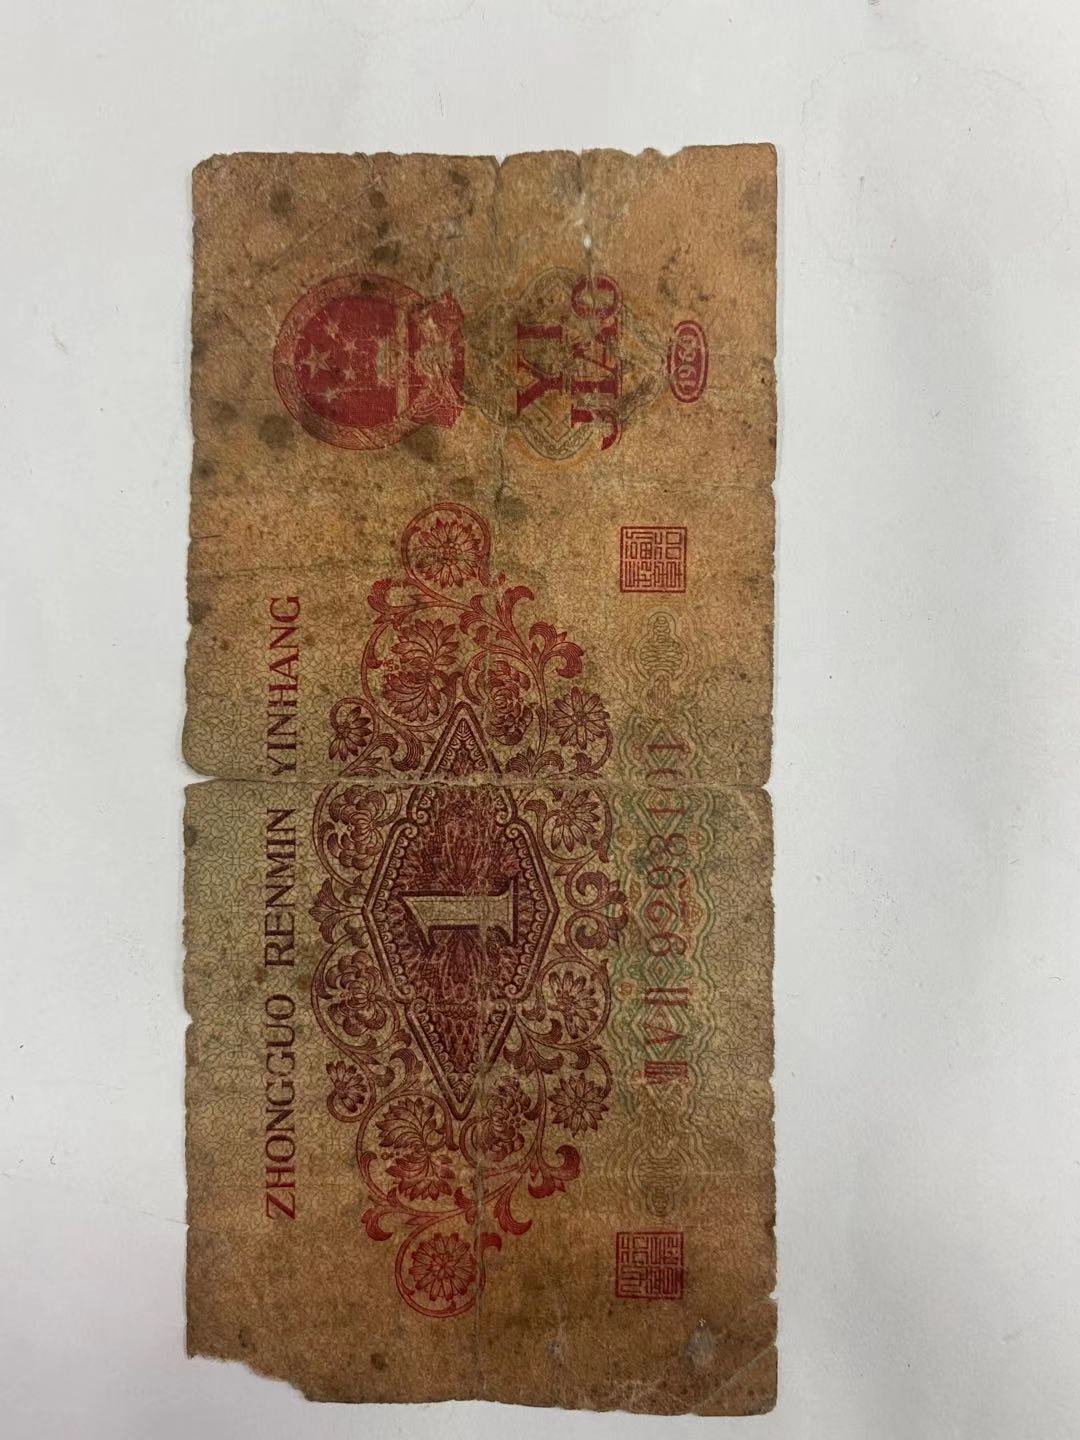 ZHONGGUO RENMIN YINHANG
1
YI
JIAO
1960